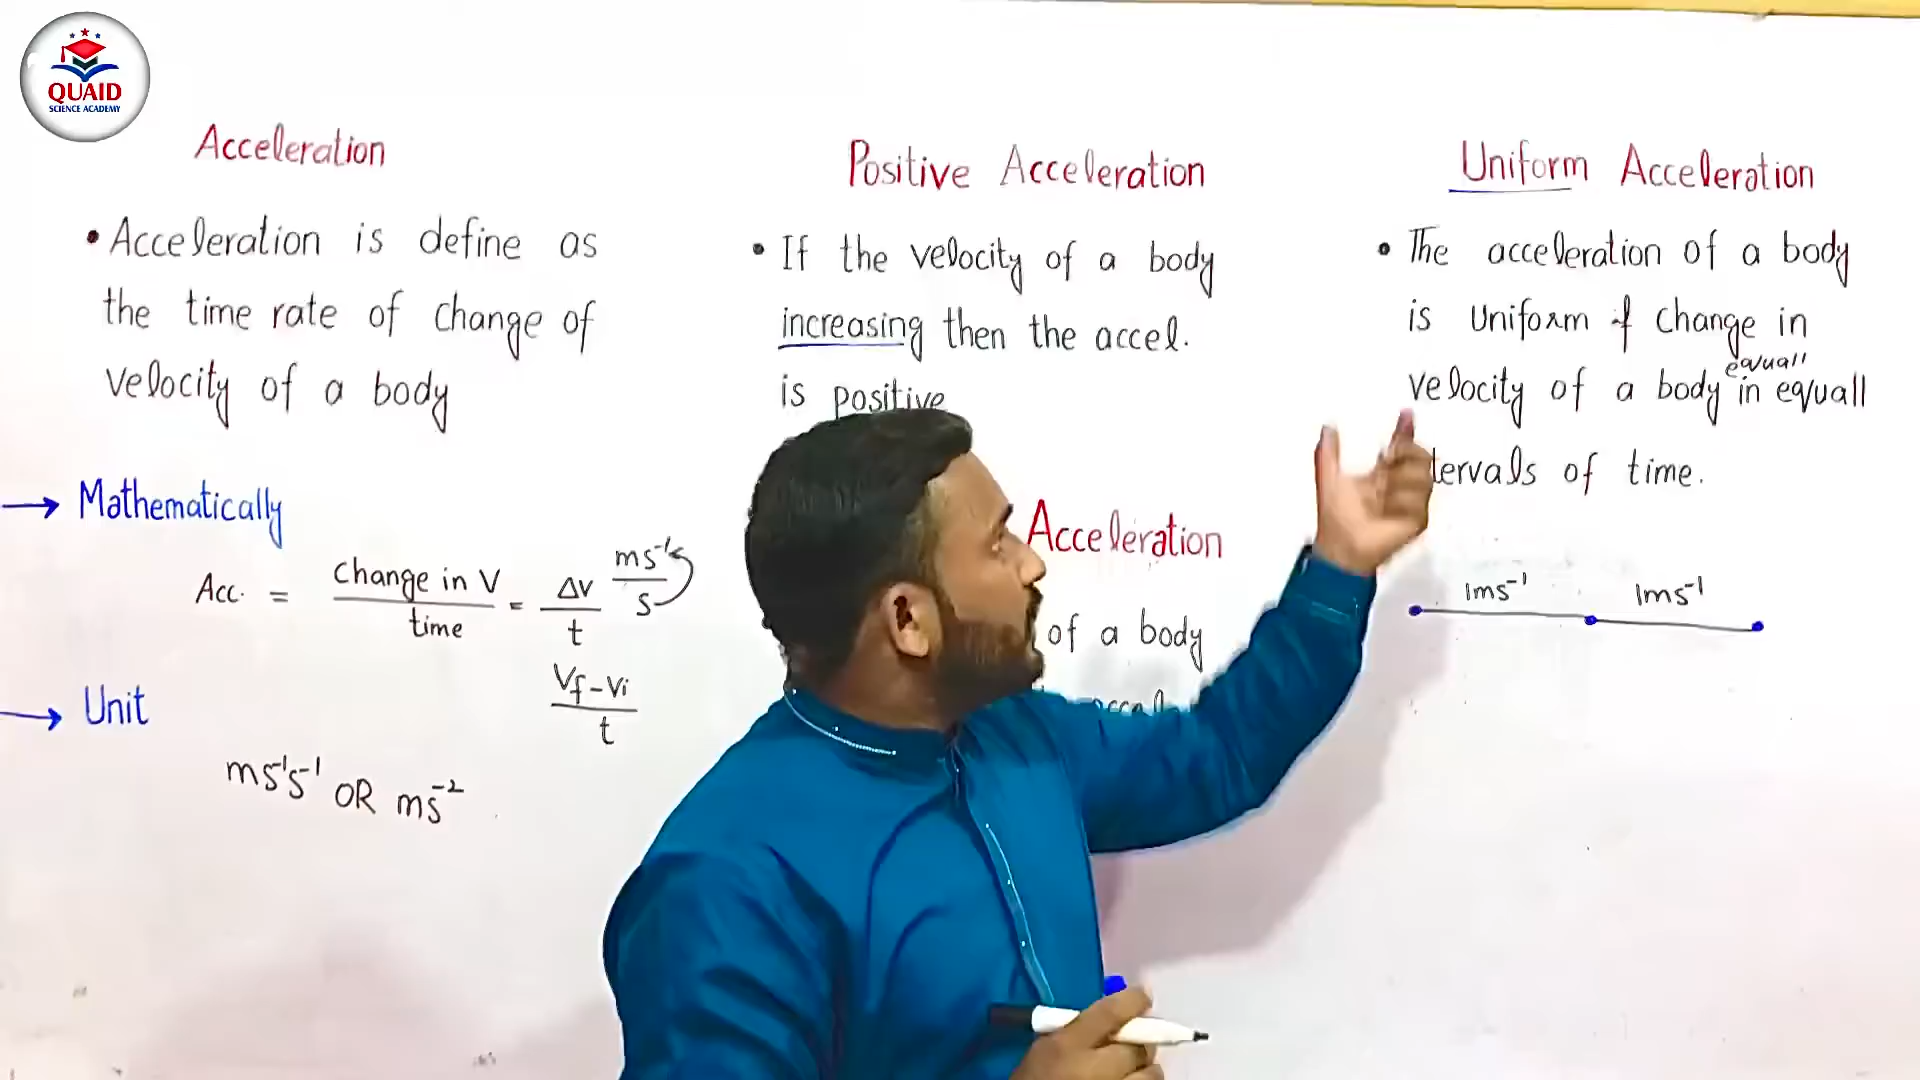 QUAID
SCIENCE ACADEMY
Acceleration
• Acceleration is define as
the time rate of change of
velocity of a body
→ Mathematically
Acc. = change in V / time = Δv / t ms⁻¹ / s
Vf - Vi / t
→ Unit
ms⁻¹s⁻¹ OR ms⁻²
Positive Acceleration
• If the velocity of a body
increasing then the accel.
is positive
Acceleration
of a body
Uniform Acceleration
• The acceleration of a body
is uniform if change in
equall
velocity of a body in equall
tervals of time.
1ms⁻¹ 1ms⁻¹